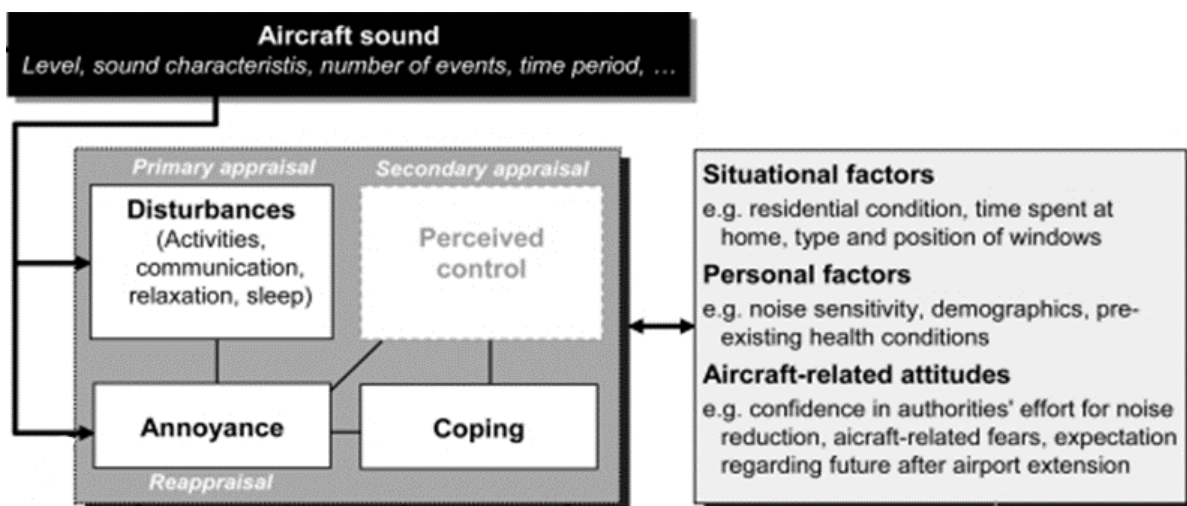 Aircraft sound
Level, sound characteristis, number of events, time period, …
Primary appraisal
Secondary appraisal
Disturbances
(Activities,
communication,
relaxation, sleep)
Perceived
control
Annoyance
Coping
Reappraisal
Situational factors
e.g. residential condition, time spent at
home, type and position of windows
Personal factors
e.g. noise sensitivity, demographics, pre-
existing health conditions
Aircraft-related attitudes
e.g. confidence in authorities' effort for noise
reduction, aicraft-related fears, expectation
regarding future after airport extension